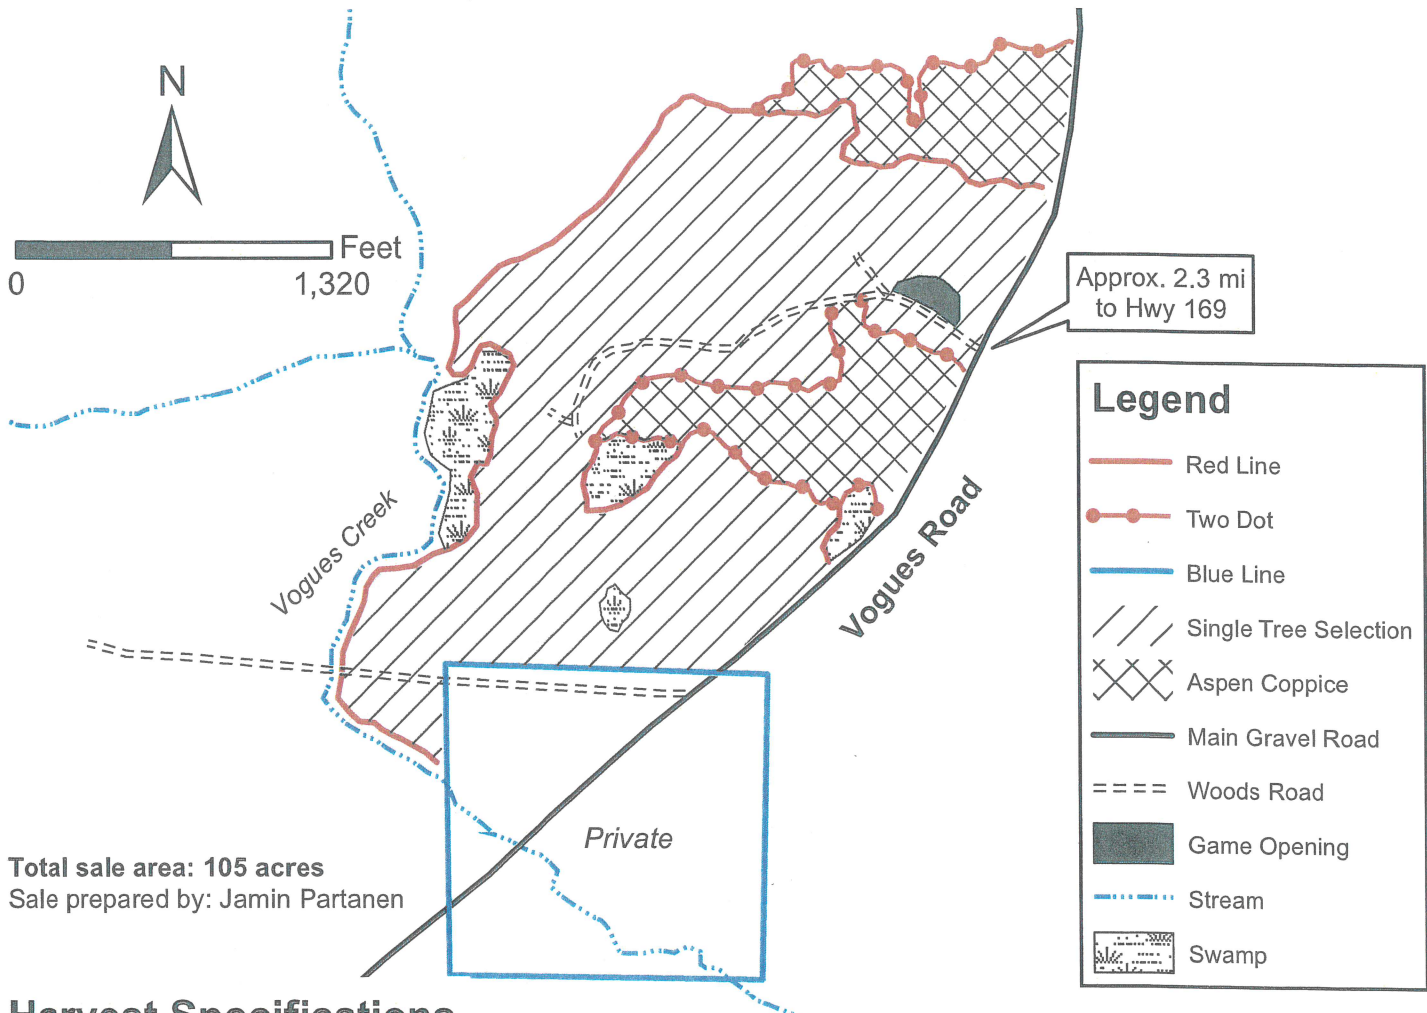 N
Feet
0 1,320
Approx. 2.3 mi
to Hwy 169
Legend
Red Line
Two Dot
Blue Line
Single Tree Selection
Aspen Coppice
Main Gravel Road
Woods Road
Game Opening
Stream
Swamp
Vogues Creek
Vogues Road
Private
Total sale area: 105 acres
Sale prepared by: Jamin Partanen
Harvest Specifications